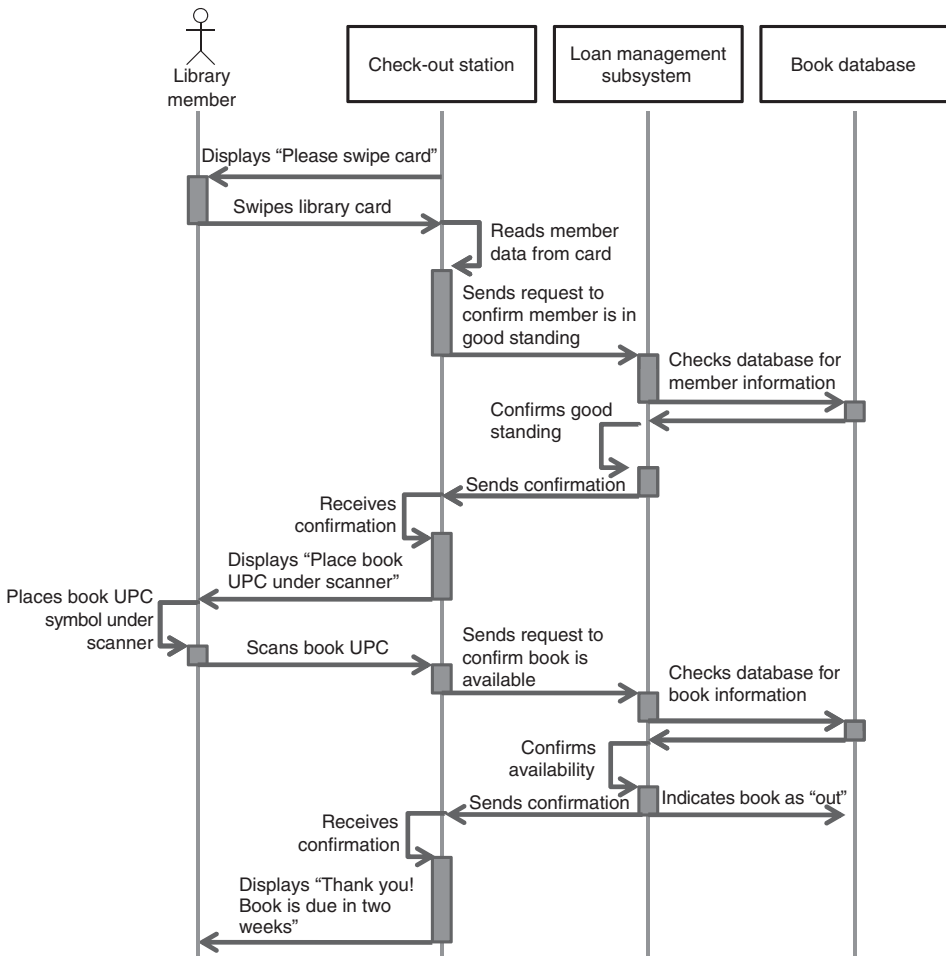 Library
member
Check-out station
Loan management
subsystem
Book database
Displays “Please swipe card”
Swipes library card
Reads member
data from card
Sends request to
confirm member is in
good standing
Checks database for
member information
Confirms good
standing
Sends confirmation
Receives
confirmation
Displays “Place book
UPC under scanner”
Places book UPC
symbol under
scanner
Scans book UPC
Sends request to
confirm book is
available
Checks database for
book information
Confirms
availability
Sends confirmation
Indicates book as “out”
Receives
confirmation
Displays “Thank you!
Book is due in two
weeks”